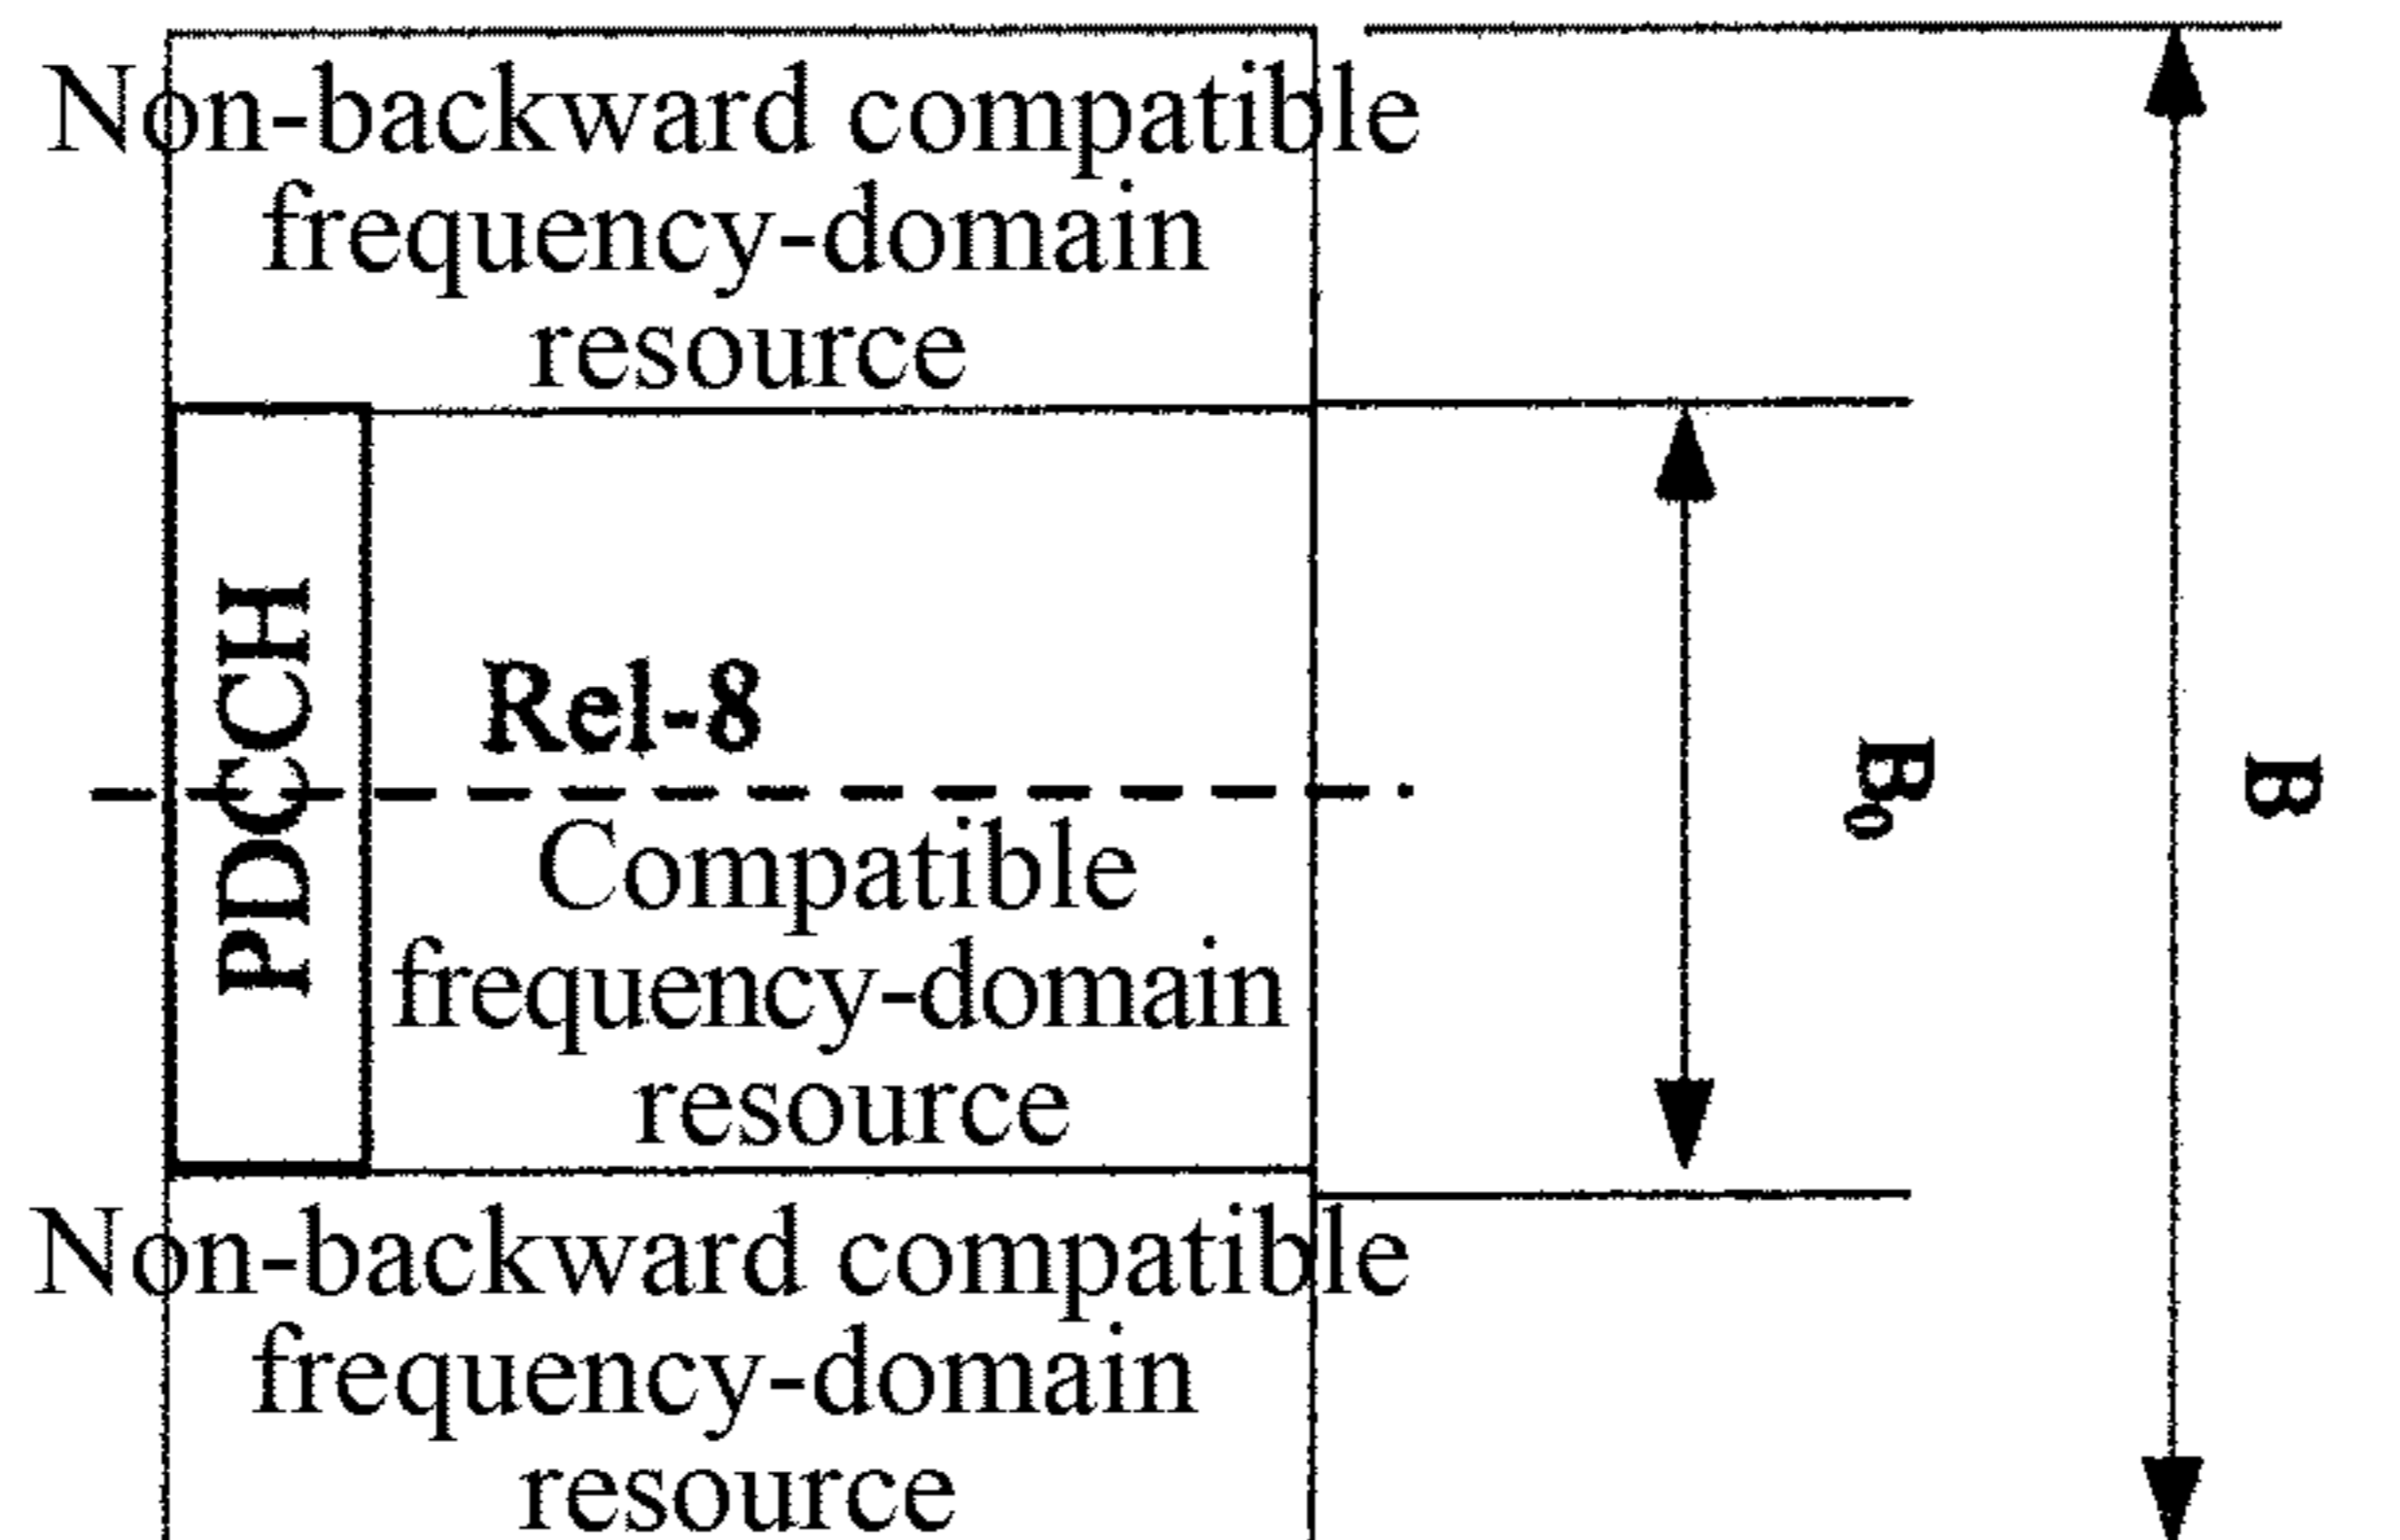 Non-backward compatible
frequency-domain
resource
PDCCH
Rel-8
Compatible
frequency-domain
resource
B₀
B
Non-backward compatible
frequency-domain
resource